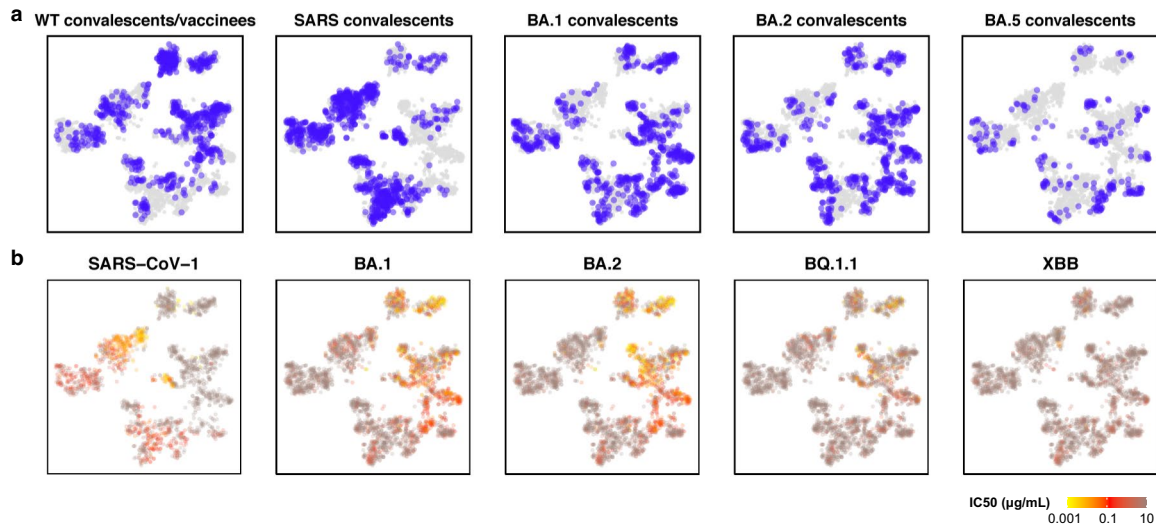 a
WT convalescents/vaccinees SARS convalescents BA.1 convalescents BA.2 convalescents BA.5 convalescents
b
SARS−CoV−1 BA.1 BA.2 BQ.1.1 XBB
IC50 (μg/mL)
0.001 0.1 10